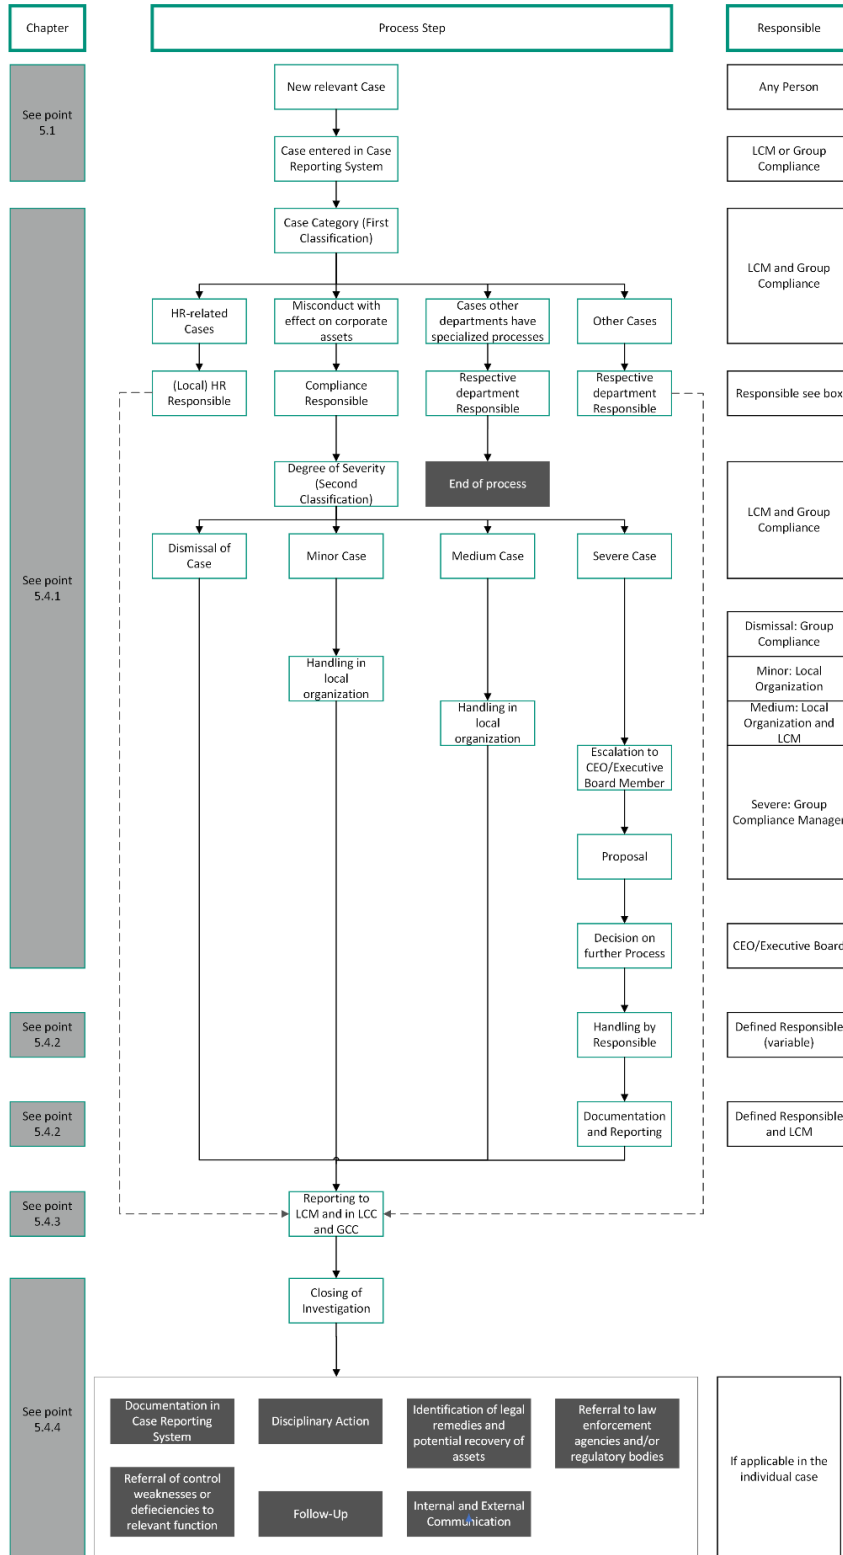 Chapter
Process Step
Responsible
See point
5.1
New relevant Case
Any Person
Case entered in Case
Reporting System
LCM or Group
Compliance
See point
5.4.1
Case Category (First
Classification)
LCM and Group
Compliance
HR-related
Cases
Misconduct with
effect on corporate
assets
Cases other
departments have
specialized processes
Other Cases
(Local) HR
Responsible
Compliance
Responsible
Respective
department
Responsible
Respective
department
Responsible
Responsible see box
Degree of Severity
(Second
Classification)
End of process
LCM and Group
Compliance
Dismissal of
Case
Minor Case
Medium Case
Severe Case
Dismissal: Group
Compliance
Handling in
local
organization
Minor: Local
Organization
Handling in
local
organization
Medium: Local
Organization and
LCM
Escalation to
CEO/Executive
Board Member
Severe: Group
Compliance Manager
Proposal
Decision on
further Process
CEO/Executive Board
See point
5.4.2
Handling by
Responsible
Defined Responsible
(variable)
See point
5.4.2
Documentation
and Reporting
Defined Responsible
and LCM
See point
5.4.3
Reporting to
LCM and in LCC
and GCC
Closing of
Investigation
See point
5.4.4
Documentation in
Case Reporting
System
Disciplinary Action
Identification of legal
remedies and
potential recovery of
assets
Referral to law
enforcement
agencies and/or
regulatory bodies
If applicable in the
individual case
Referral of control
weaknesses or
defieciencies to
relevant function
Follow-Up
Internal and External
Communication